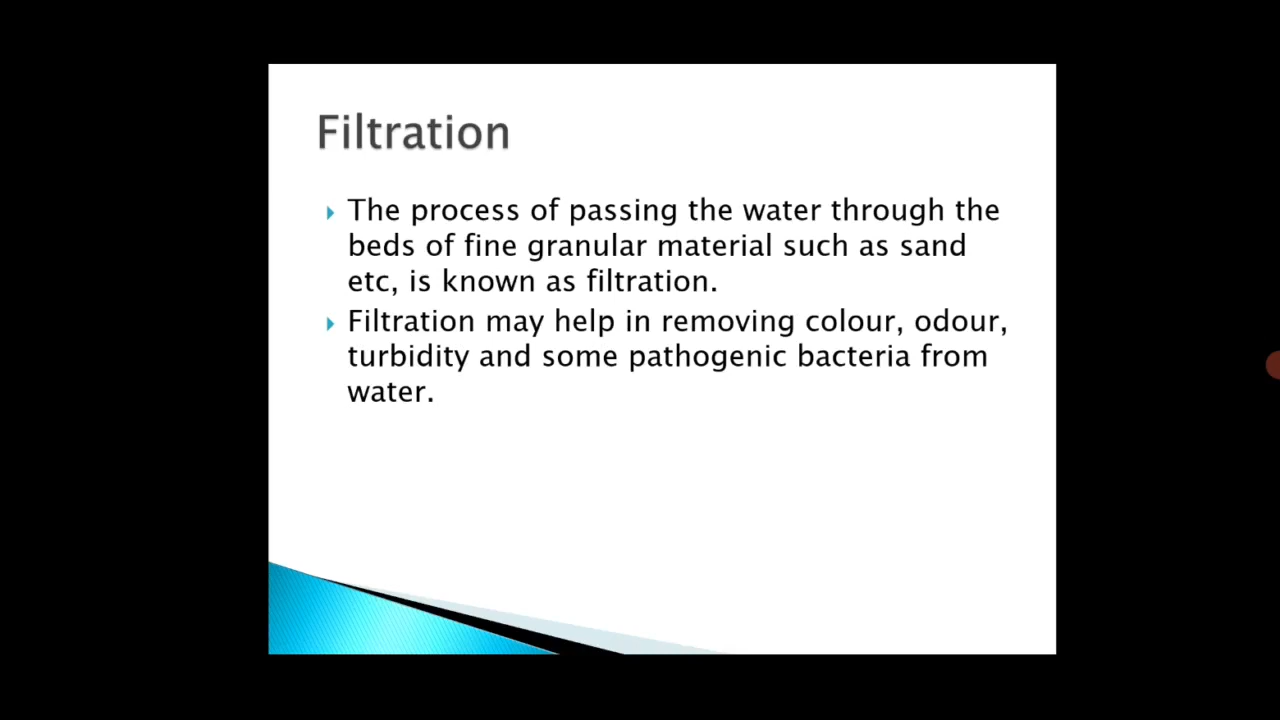 Filtration
The process of passing the water through the
beds of fine granular material such as sand
etc, is known as filtration.
Filtration may help in removing colour, odour,
turbidity and some pathogenic bacteria from
water.